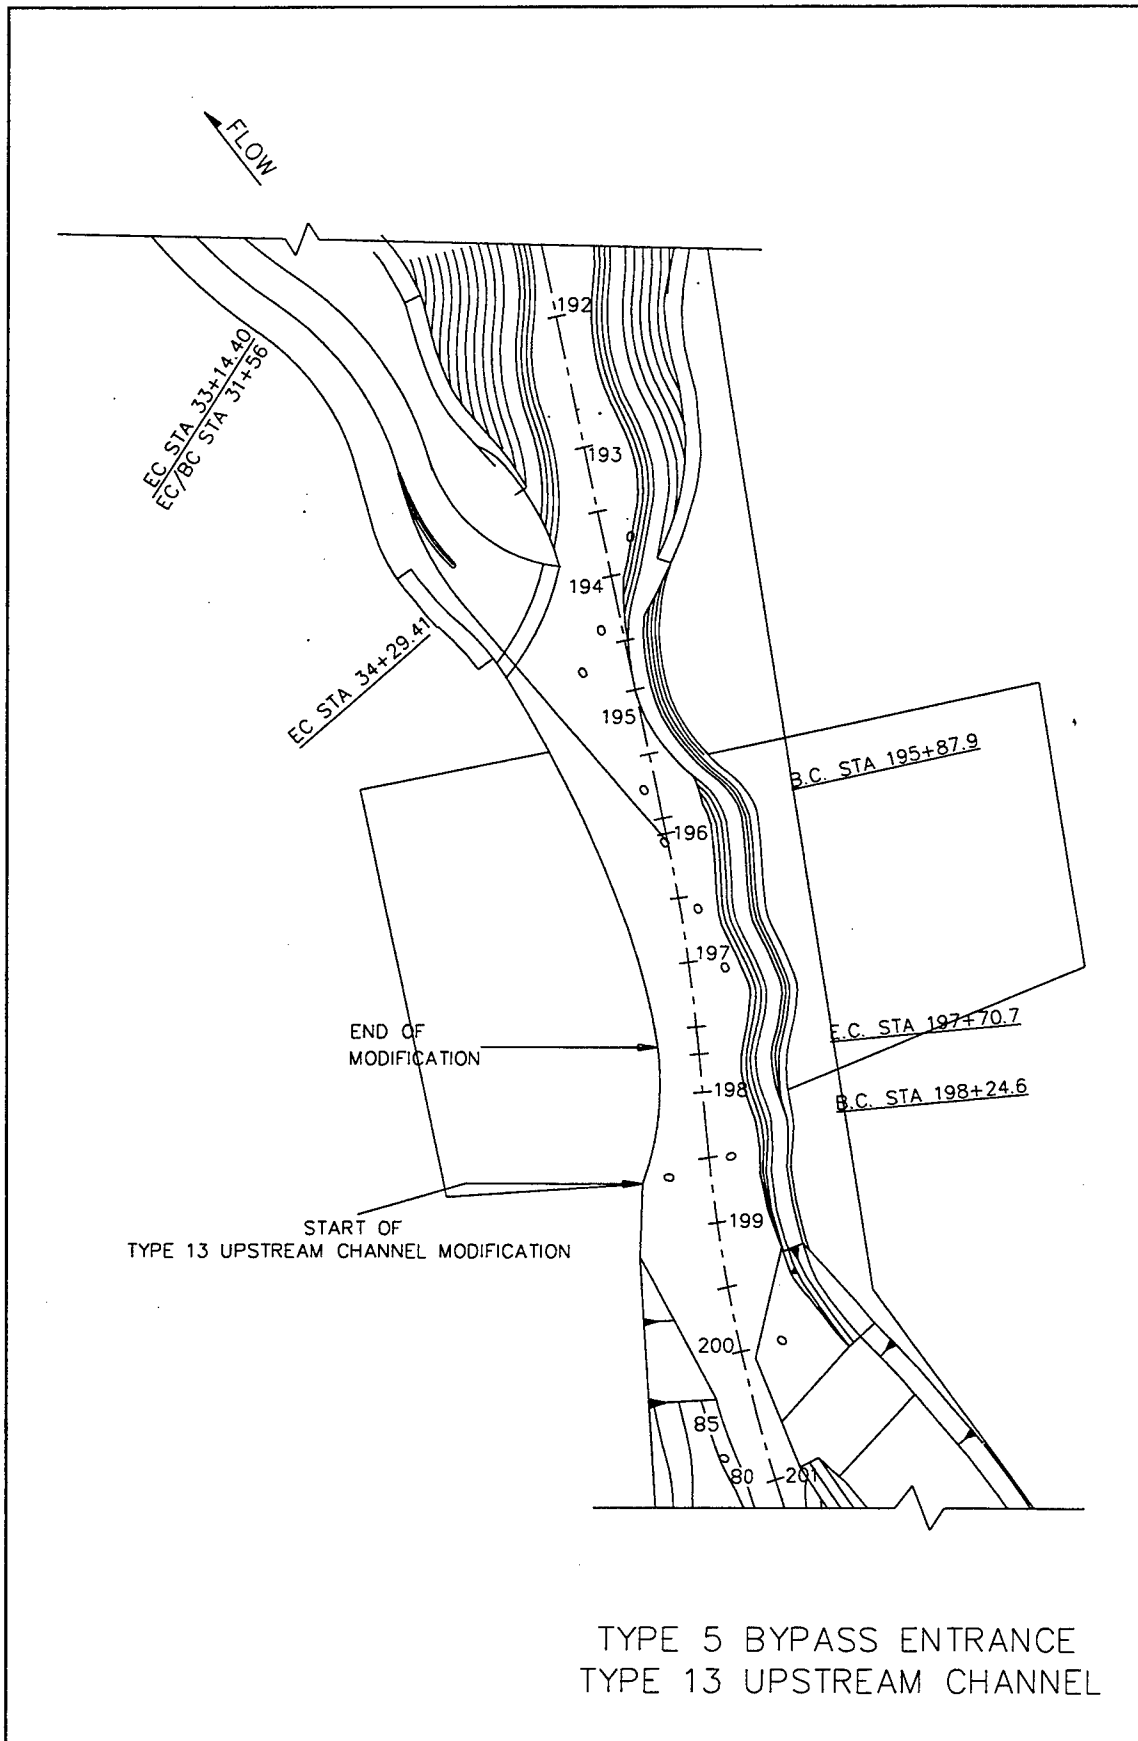 FLOW
192
EC STA 33+14.40
EC/BC STA 31+56
193
194
EC STA 34+29.41
195
B.C. STA 195+87.9
196
197
END OF
MODIFICATION
E.C. STA 197+70.7
198
B.C. STA 198+24.6
START OF
TYPE 13 UPSTREAM CHANNEL MODIFICATION
199
200
85
80
201
TYPE 5 BYPASS ENTRANCE
TYPE 13 UPSTREAM CHANNEL